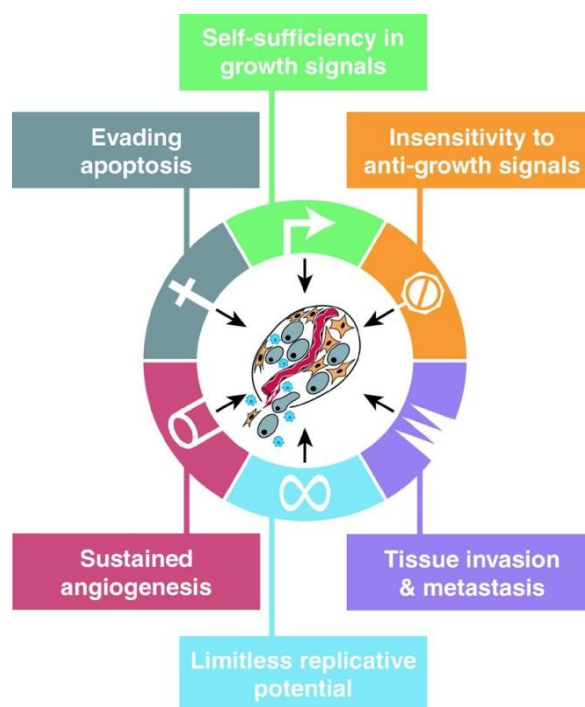 Self-sufficiency in
growth signals
Evading
apoptosis
Insensitivity to
anti-growth signals
Sustained
angiogenesis
Tissue invasion
& metastasis
Limitless replicative
potential